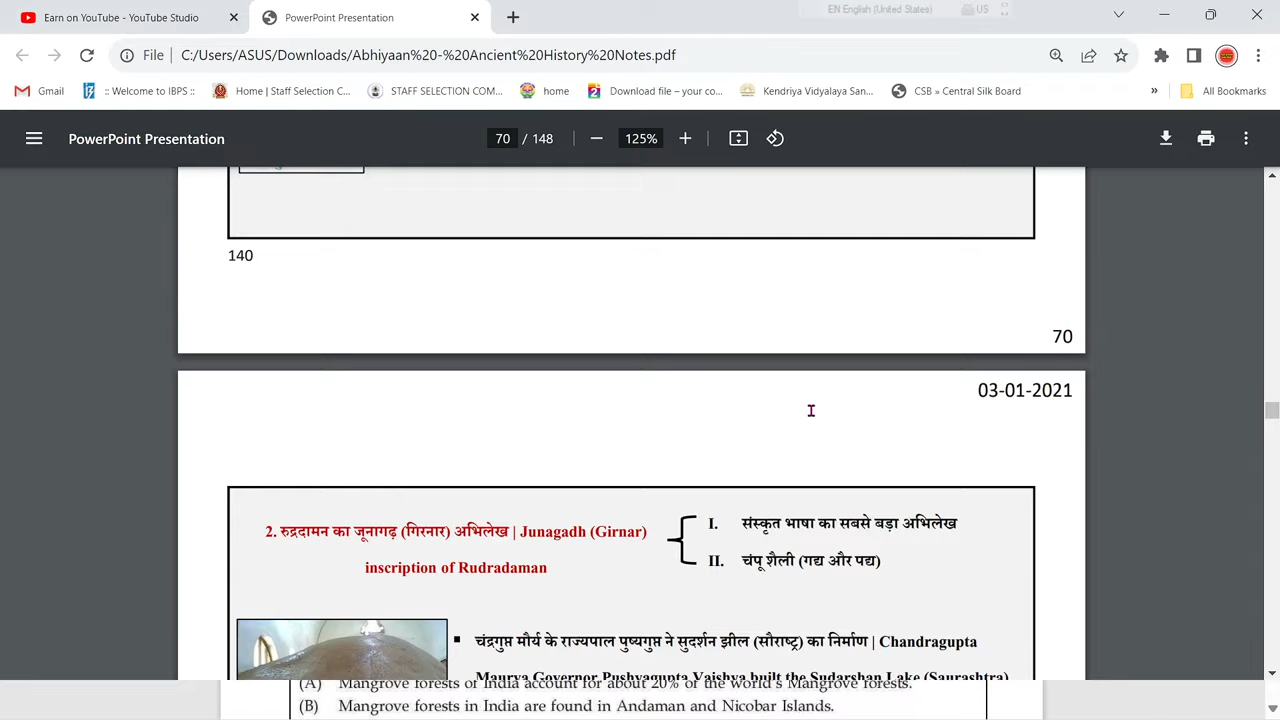 EN English (United States) US
Earn on YouTube - YouTube Studio
PowerPoint Presentation
File C:/Users/ASUS/Downloads/Abhiyaan%20-%20Ancient%20History%20Notes.pdf
Gmail :: Welcome to IBPS :: Home | Staff Selection C... STAFF SELECTION COM... home Download file – your co... Kendriya Vidyalaya San... CSB » Central Silk Board » All Bookmarks
PowerPoint Presentation 70 / 148 125%
140
70
03-01-2021
2. रुद्रदामन का जूनागढ़ (गिरनार) अभिलेख | Junagadh (Girnar)
inscription of Rudradaman
I. संस्कृत भाषा का सबसे बड़ा अभिलेख
II. चंपू शैली (गद्य और पद्य)
चंद्रगुप्त मौर्य के राज्यपाल पुष्यगुप्त ने सुदर्शन झील (सौराष्ट्र) का निर्माण | Chandragupta
Maurya Governor Pushyagupta Vaishya built the Sudarshan Lake (Saurashtra)
(A) Mangrove forests of India account for about 20% of the world's Mangrove forests.
(B) Mangrove forests in India are found in Andaman and Nicobar Islands.